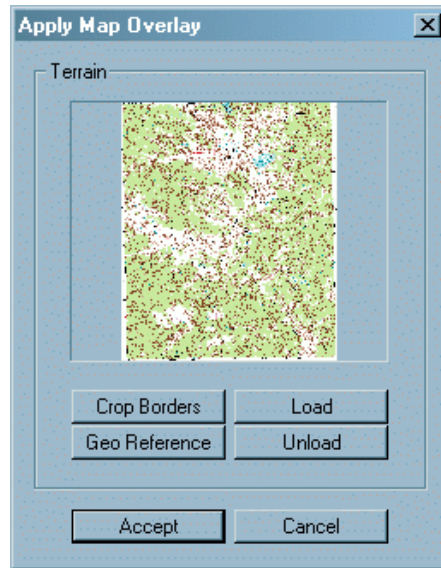 Apply Map Overlay
Terrain
Crop Borders Load
Geo Reference Unload
Accept Cancel